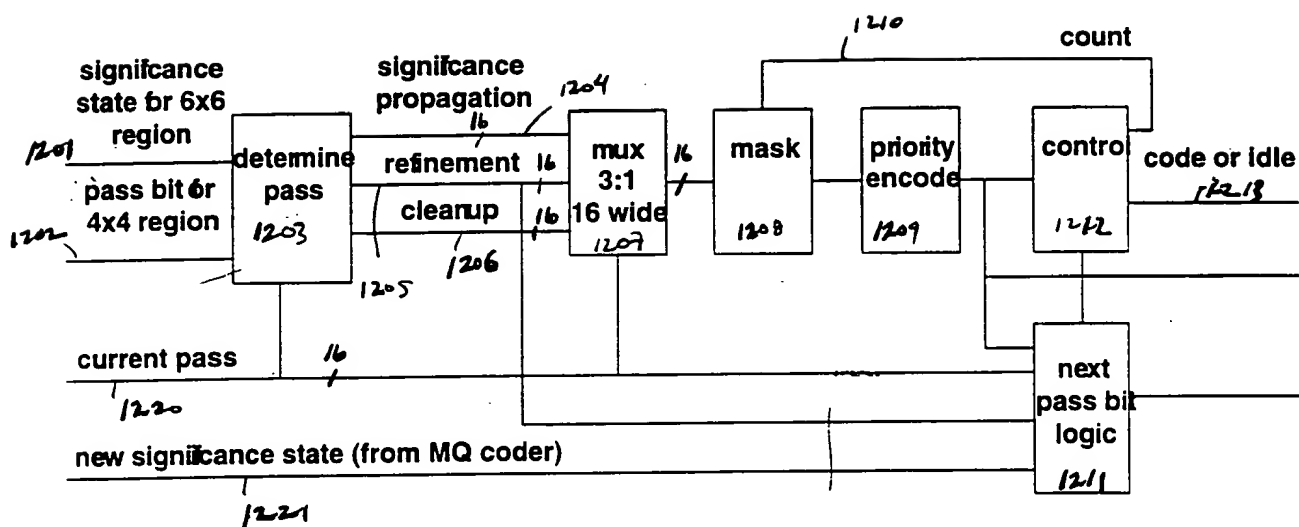 1210
count
signifcance
state for 6x6
region
1201
pass bit for
4x4 region
1202
determine
pass
1203
signifcance
propagation
1204
16
refinement
16
cleanup
16
1205
1206
mux
3:1
16 wide
1207
16
mask
1208
priority
encode
1209
control
1212
code or idle
1213
current pass
16
1220
new significance state (from MQ coder)
1221
next
pass bit
logic
1211